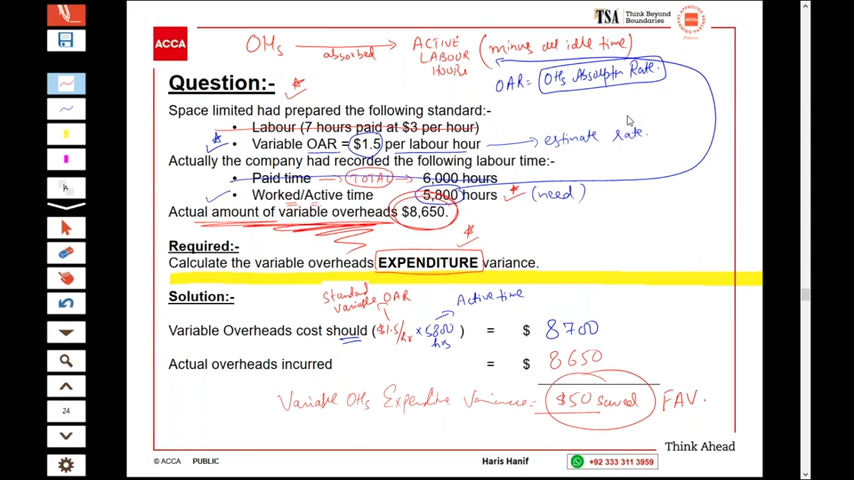 TSA Think Beyond Boundaries
ACCA
OHs absorbed ACTIVE LABOUR HOURS (minus all idle time)
OAR = OHs Absorptn Rate.
Question:-
Space limited had prepared the following standard:-
• Labour (7 hours paid at $3 per hour)
• Variable OAR = $1.5 per labour hour estimate rate.
Actually the company had recorded the following labour time:-
• Paid time TOTAL 6,000 hours
• Worked/Active time 5,800 hours (need)
Actual amount of variable overheads $8,650.
Required:-
Calculate the variable overheads EXPENDITURE variance.
Solution:-
Standard Variable OAR Active time
Variable Overheads cost should ($1.5/hr × 5800 hrs) = $ 8700
Actual overheads incurred = $ 8650
Variable OHs Expenditure Variance = $50 saved FAV.
24
Think Ahead
© ACCA PUBLIC Haris Hanif +92 333 311 3959